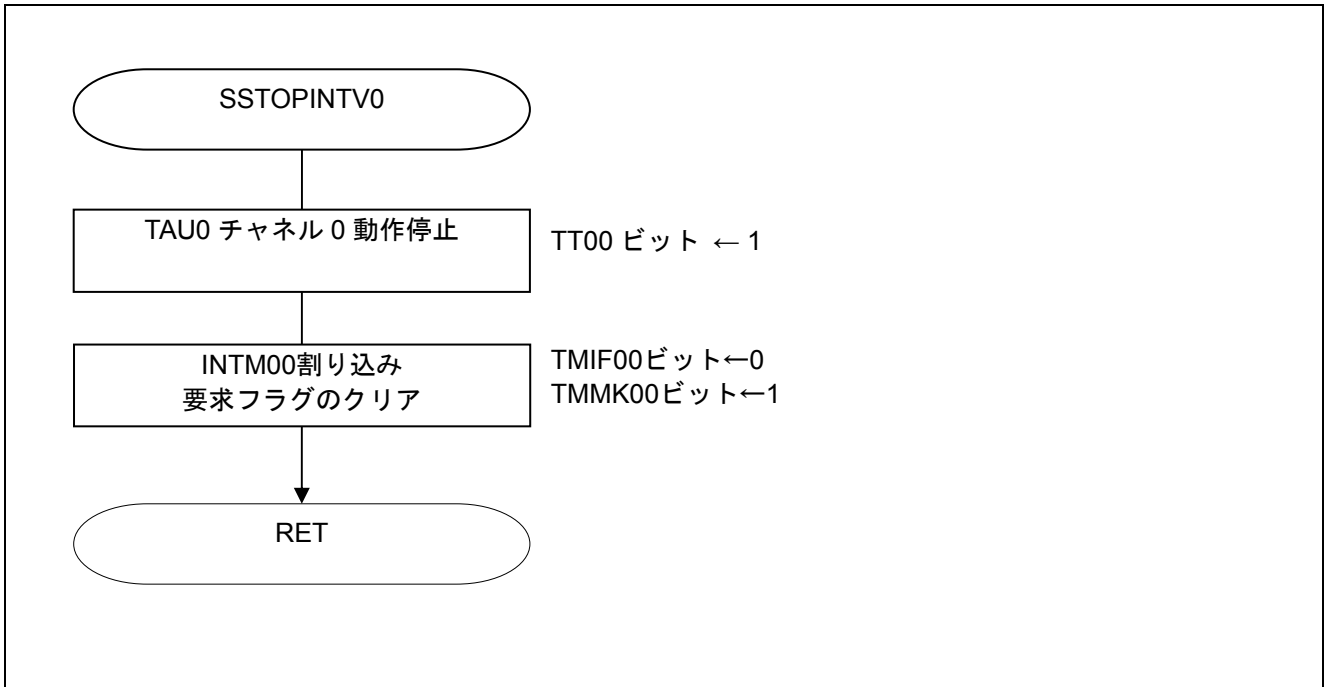 SSTOPINTV0
TAU0 チャネル 0 動作停止
TT00 ビット ← 1
INTM00割り込み
要求フラグのクリア
TMIF00ビット←0
TMMK00ビット←1
RET